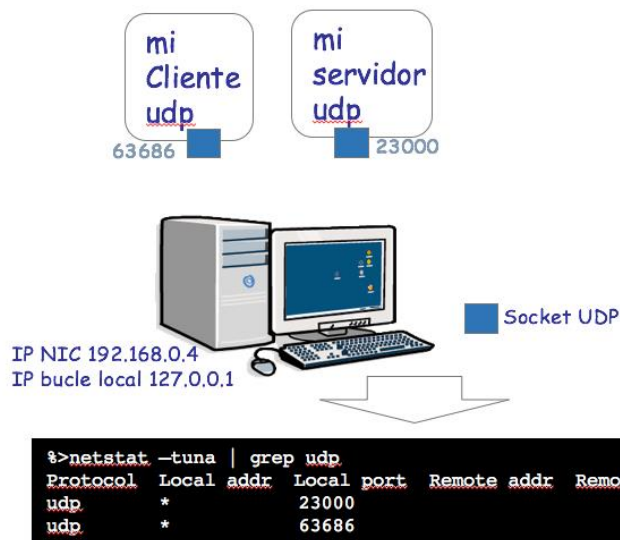 mi
Cliente
udp
mi
servidor
udp
63686
23000
Socket UDP
IP NIC 192.168.0.4
IP bucle local 127.0.0.1
%>netstat –tuna | grep udp
Protocol Local addr Local port Remote addr Remo
udp * 23000
udp * 63686